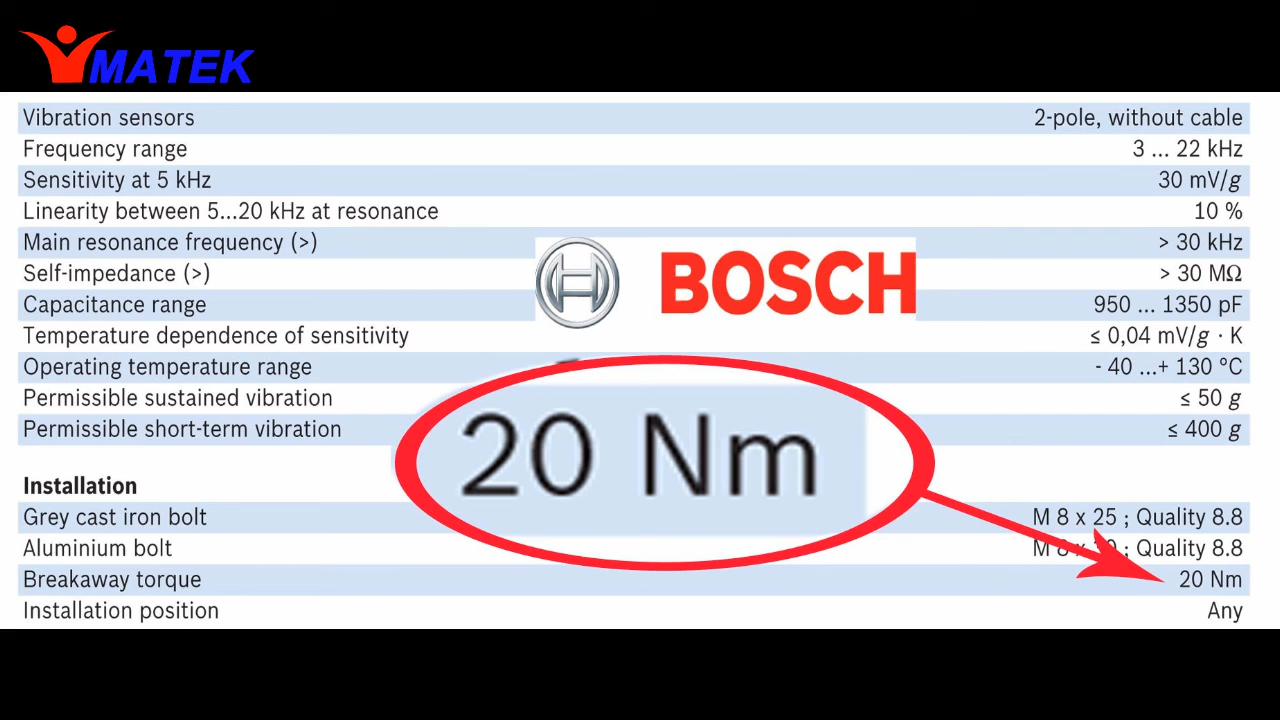 MATEK
Vibration sensors 2-pole, without cable
Frequency range 3 ... 22 kHz
Sensitivity at 5 kHz 30 mV/g
Linearity between 5...20 kHz at resonance 10 %
Main resonance frequency (>) > 30 kHz
Self-impedance (>) > 30 MΩ
BOSCH
Capacitance range 950 ... 1350 pF
Temperature dependence of sensitivity ≤ 0,04 mV/g · K
Operating temperature range - 40 ...+ 130 °C
Permissible sustained vibration ≤ 50 g
Permissible short-term vibration ≤ 400 g
20 Nm
Installation
Grey cast iron bolt M 8 x 25 ; Quality 8.8
Aluminium bolt M 8 x ; Quality 8.8
Breakaway torque 20 Nm
Installation position Any